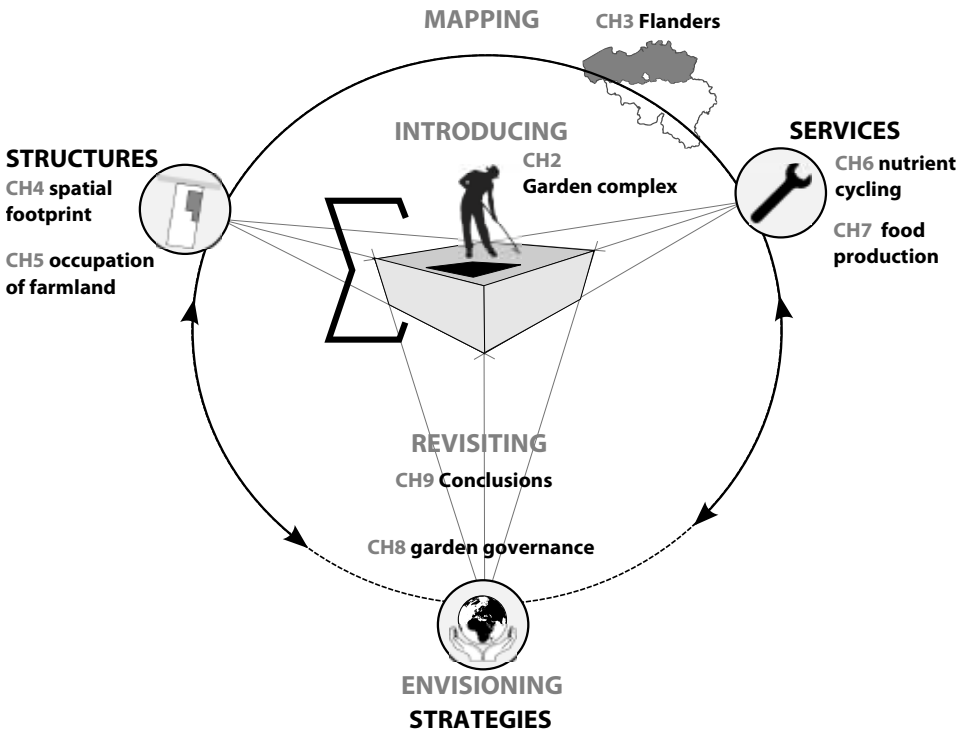 MAPPING
CH3 Flanders
INTRODUCING
CH2
Garden complex
STRUCTURES
CH4 spatial
footprint
CH5 occupation
of farmland
SERVICES
CH6 nutrient
cycling
CH7 food
production
REVISITING
CH9 Conclusions
CH8 garden governance
ENVISIONING
STRATEGIES